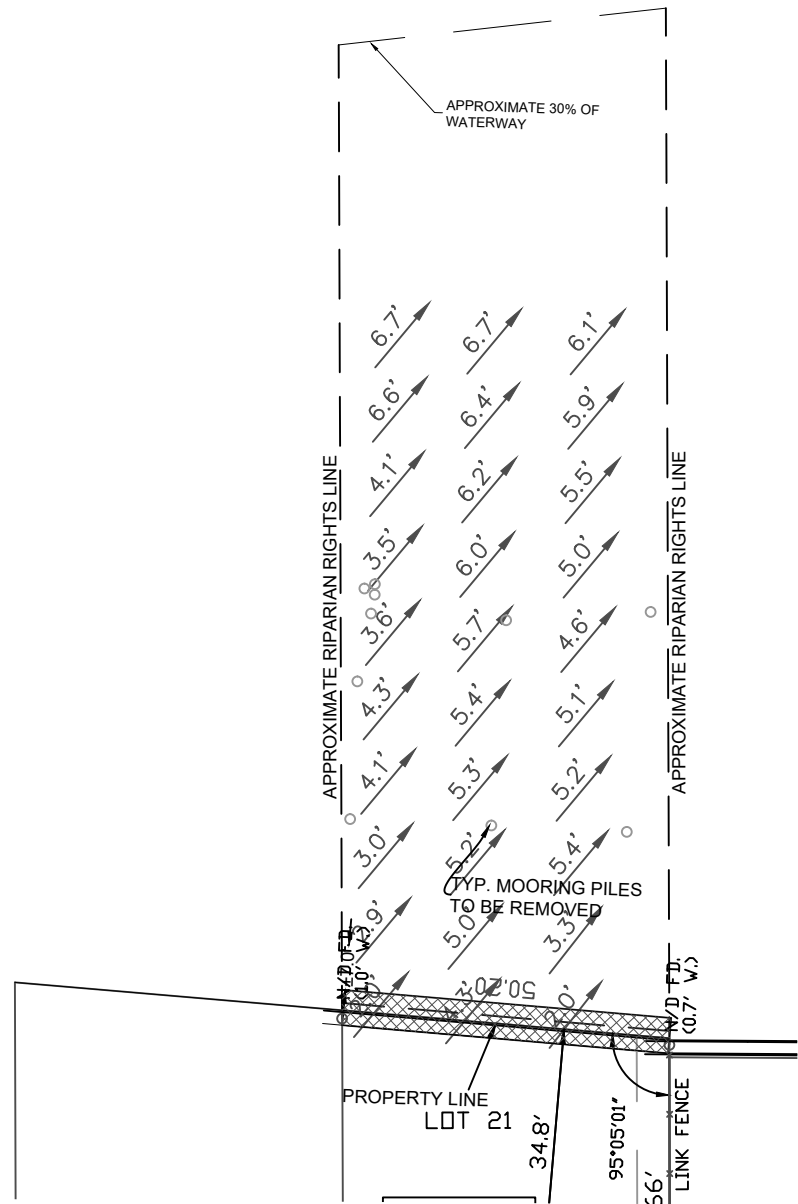 APPROXIMATE 30% OF
WATERWAY
6.7' 6.7' 6.1'
6.6' 6.4' 5.9'
4.1' 6.2' 5.5'
3.5' 6.0' 5.0'
3.6' 5.7' 4.6'
4.3' 5.4' 5.1'
4.1' 5.3' 5.2'
3.0' 5.2' 5.4'
5.0' 3.3'
APPROXIMATE RIPARIAN RIGHTS LINE
APPROXIMATE RIPARIAN RIGHTS LINE
TYP. MOORING PILES
TO BE REMOVED
N/D FD.
50.20'
N/D FD.
(0.7' W.)
PROPERTY LINE
LOT 21
34.8'
95°05'01"
LINK FENCE